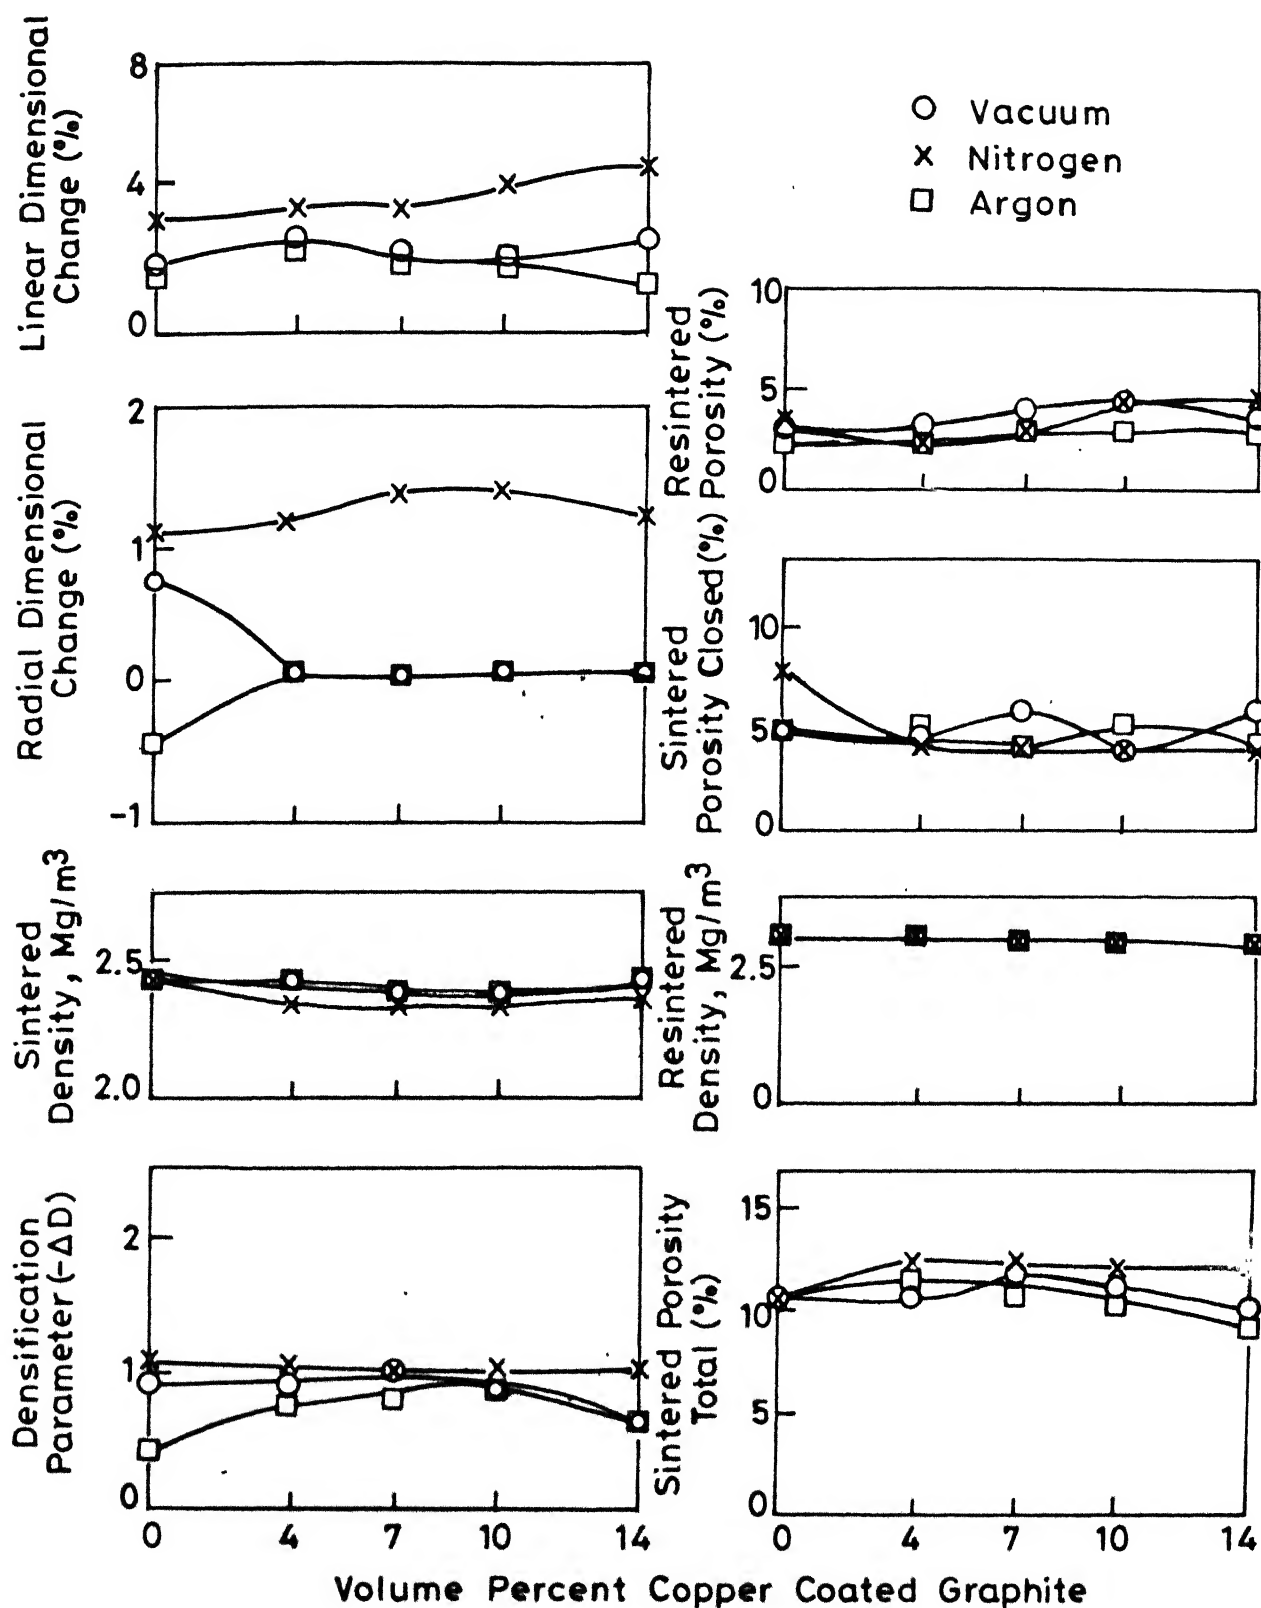 Vacuum
Nitrogen
Argon
Linear Dimensional
Change (%)
8
4
0
Radial Dimensional
Change (%)
2
1
0
-1
Sintered
Density, Mg/m³
2.5
2.0
Densification
Parameter (-ΔD)
2
1
0
0 4 7 10 14
Resintered
Porosity (%)
10
5
0
Sintered
Porosity Closed (%)
10
5
0
Resintered
Density, Mg/m³
2.5
0
Sintered Porosity
Total (%)
15
10
5
0
0 4 7 10 14
Volume Percent Copper Coated Graphite